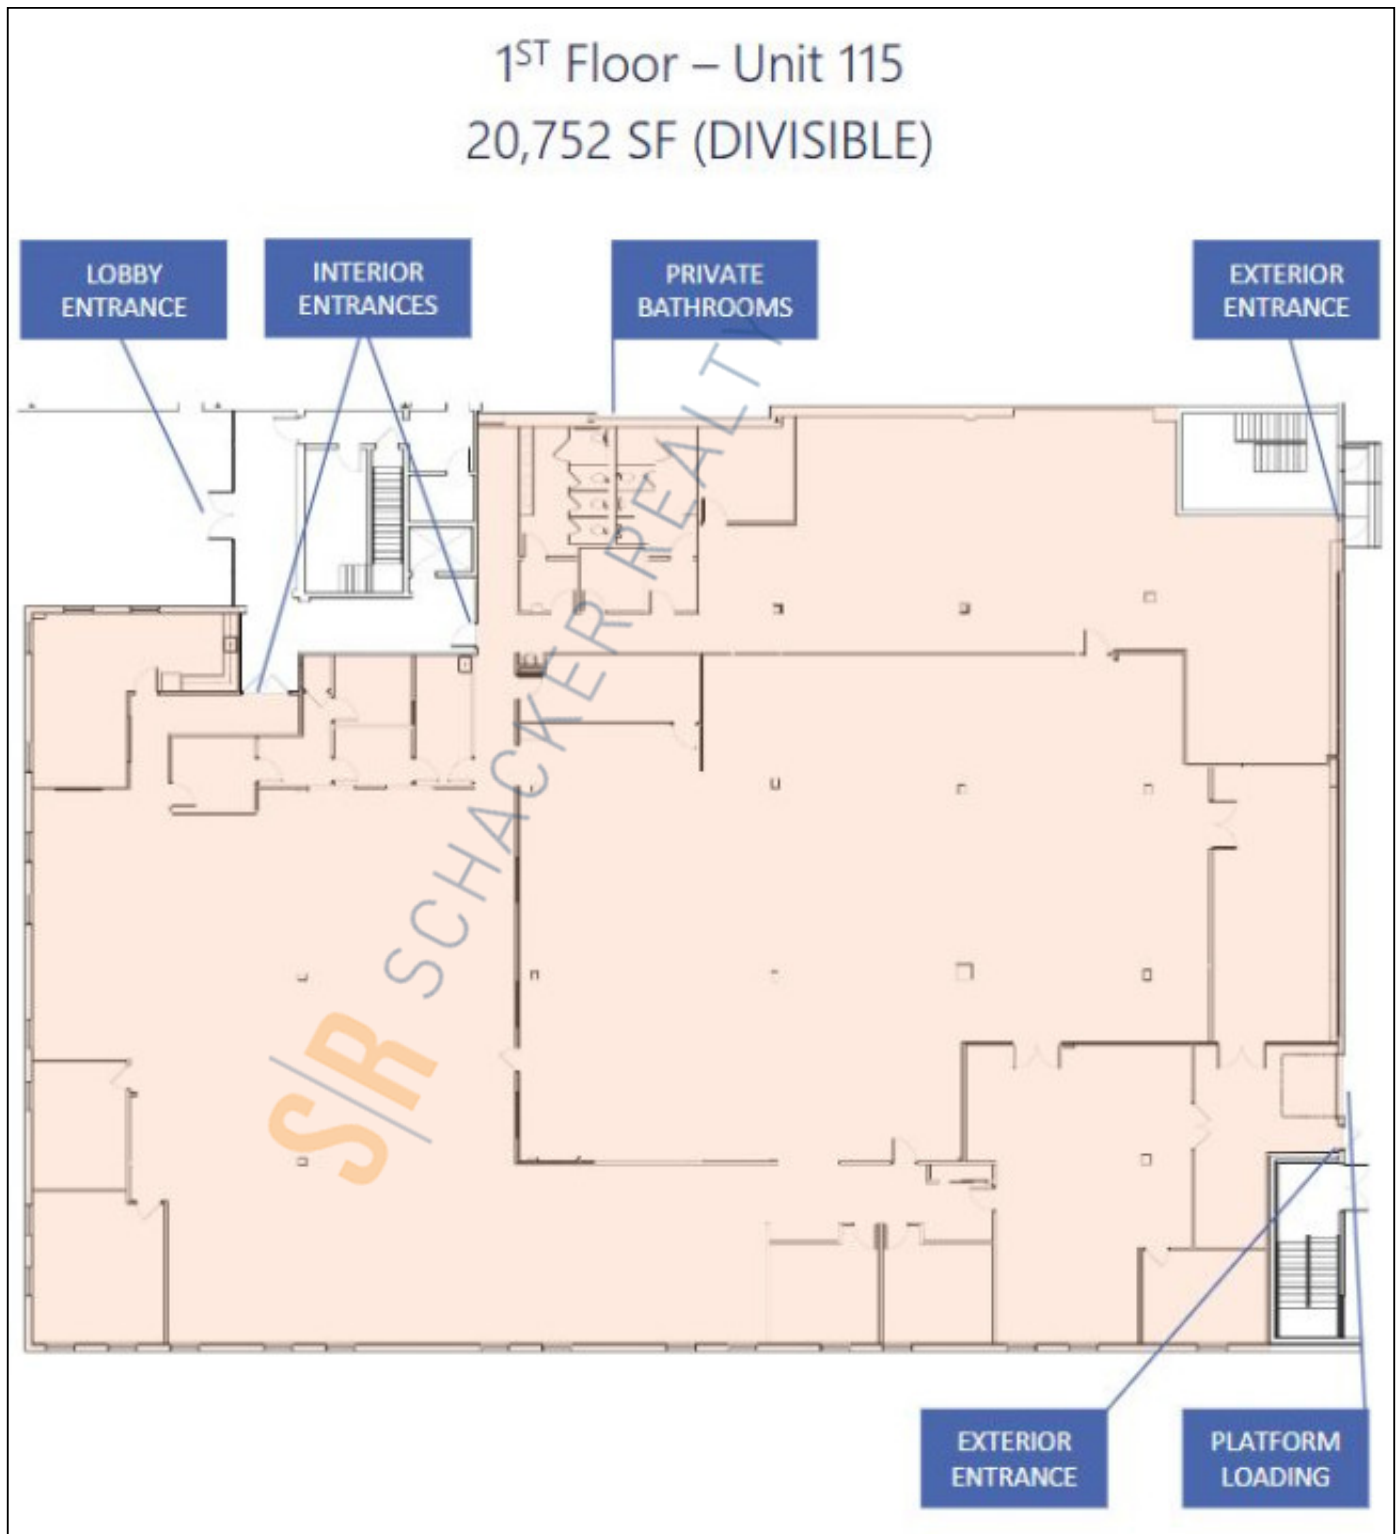 1ST Floor – Unit 115
20,752 SF (DIVISIBLE)
LOBBY
ENTRANCE
INTERIOR
ENTRANCES
PRIVATE
BATHROOMS
EXTERIOR
ENTRANCE
SR SCHACKER REALTY
EXTERIOR
ENTRANCE
PLATFORM
LOADING